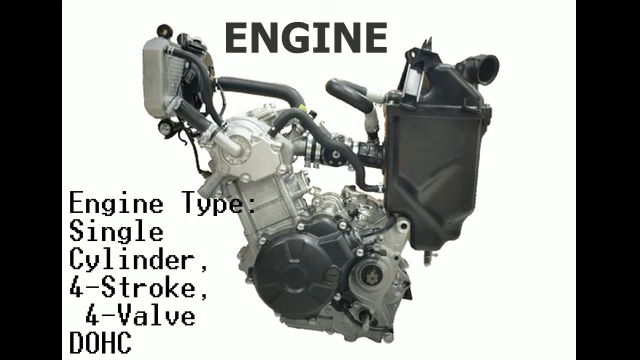 ENGINE
Engine Type:
Single
Cylinder,
4-Stroke,
4-Valve
DOHC